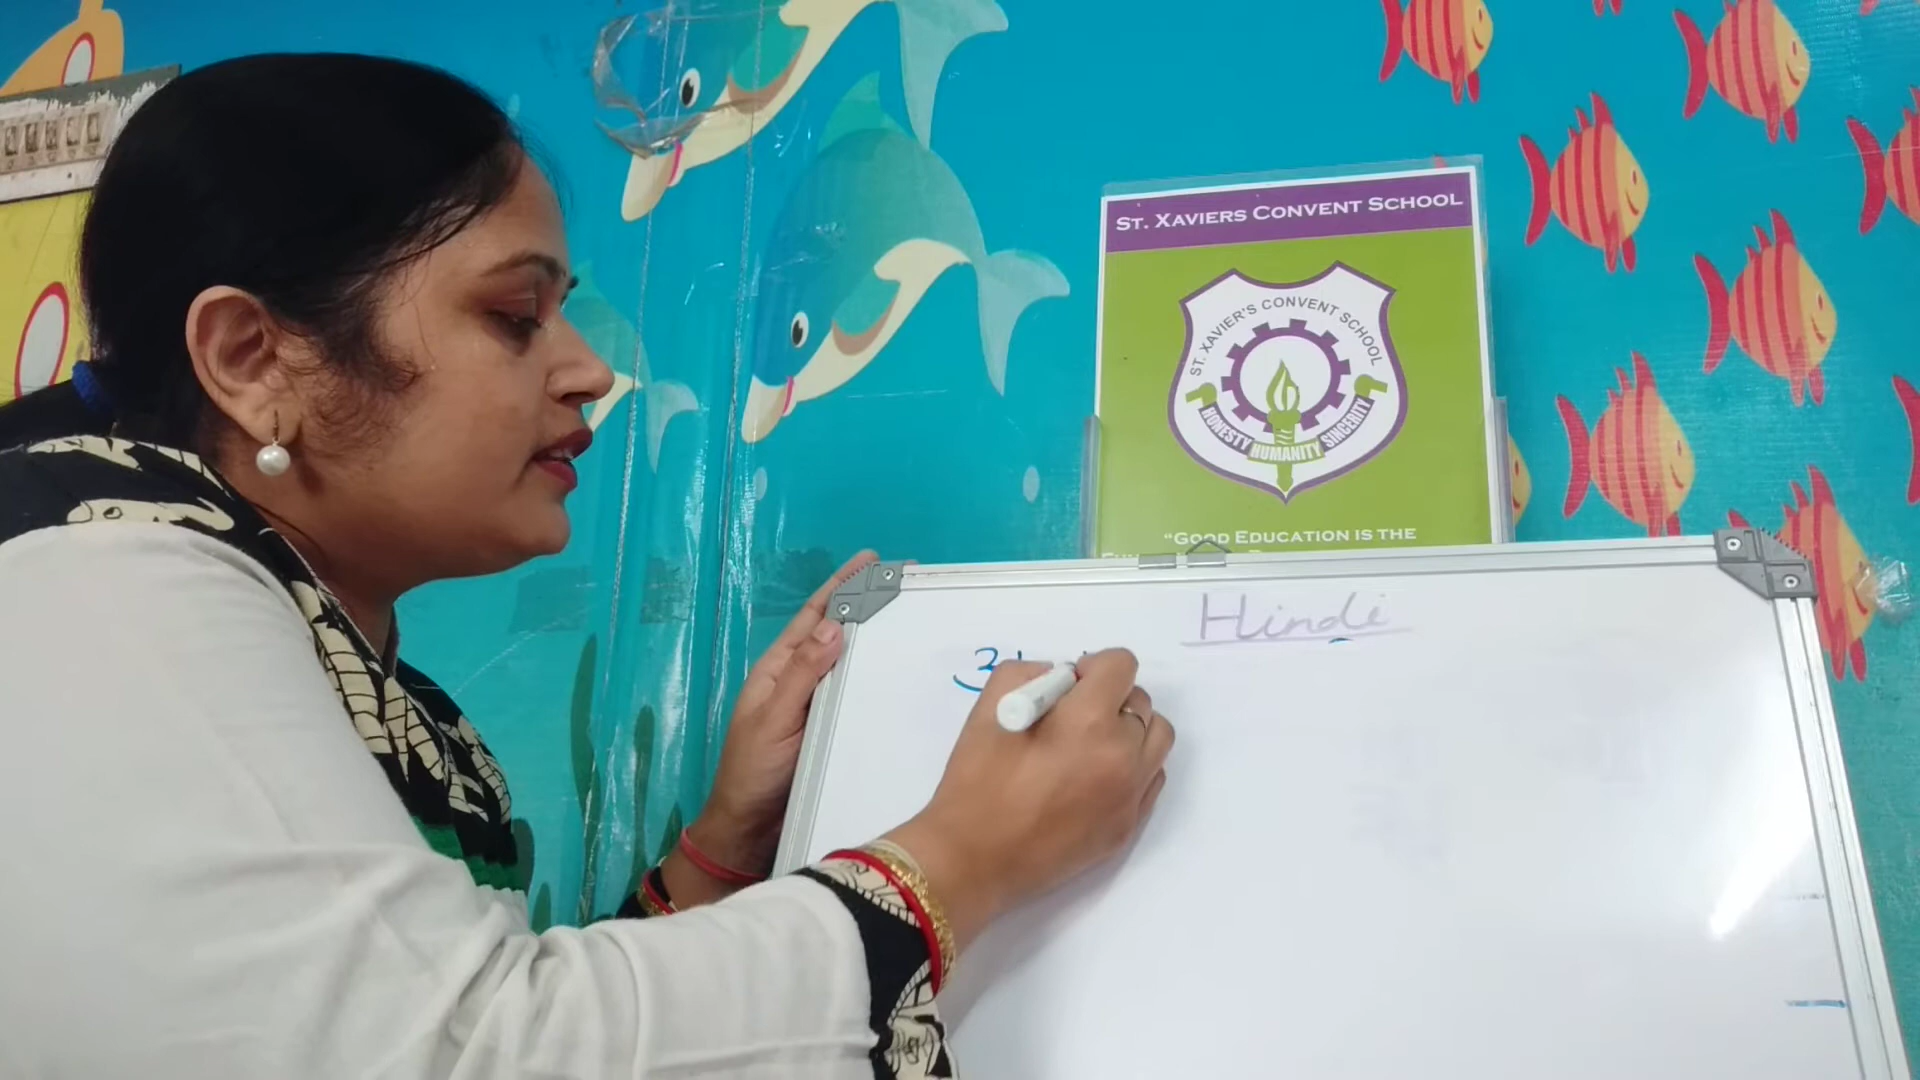 ST. XAVIERS CONVENT SCHOOL
ST. XAVIER'S CONVENT SCHOOL
HONESTY
HUMANITY
SINCERITY
“GOOD EDUCATION IS THE
Hindi